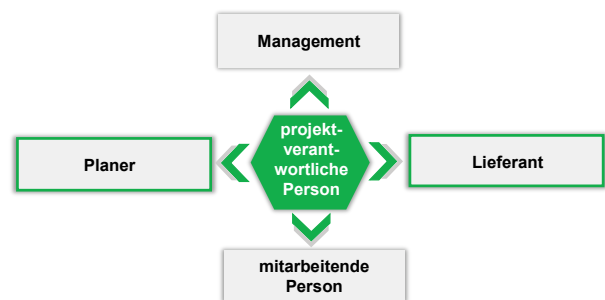 Management
projekt-
verant-
wortliche
Person
Planer
Lieferant
mitarbeitende
Person